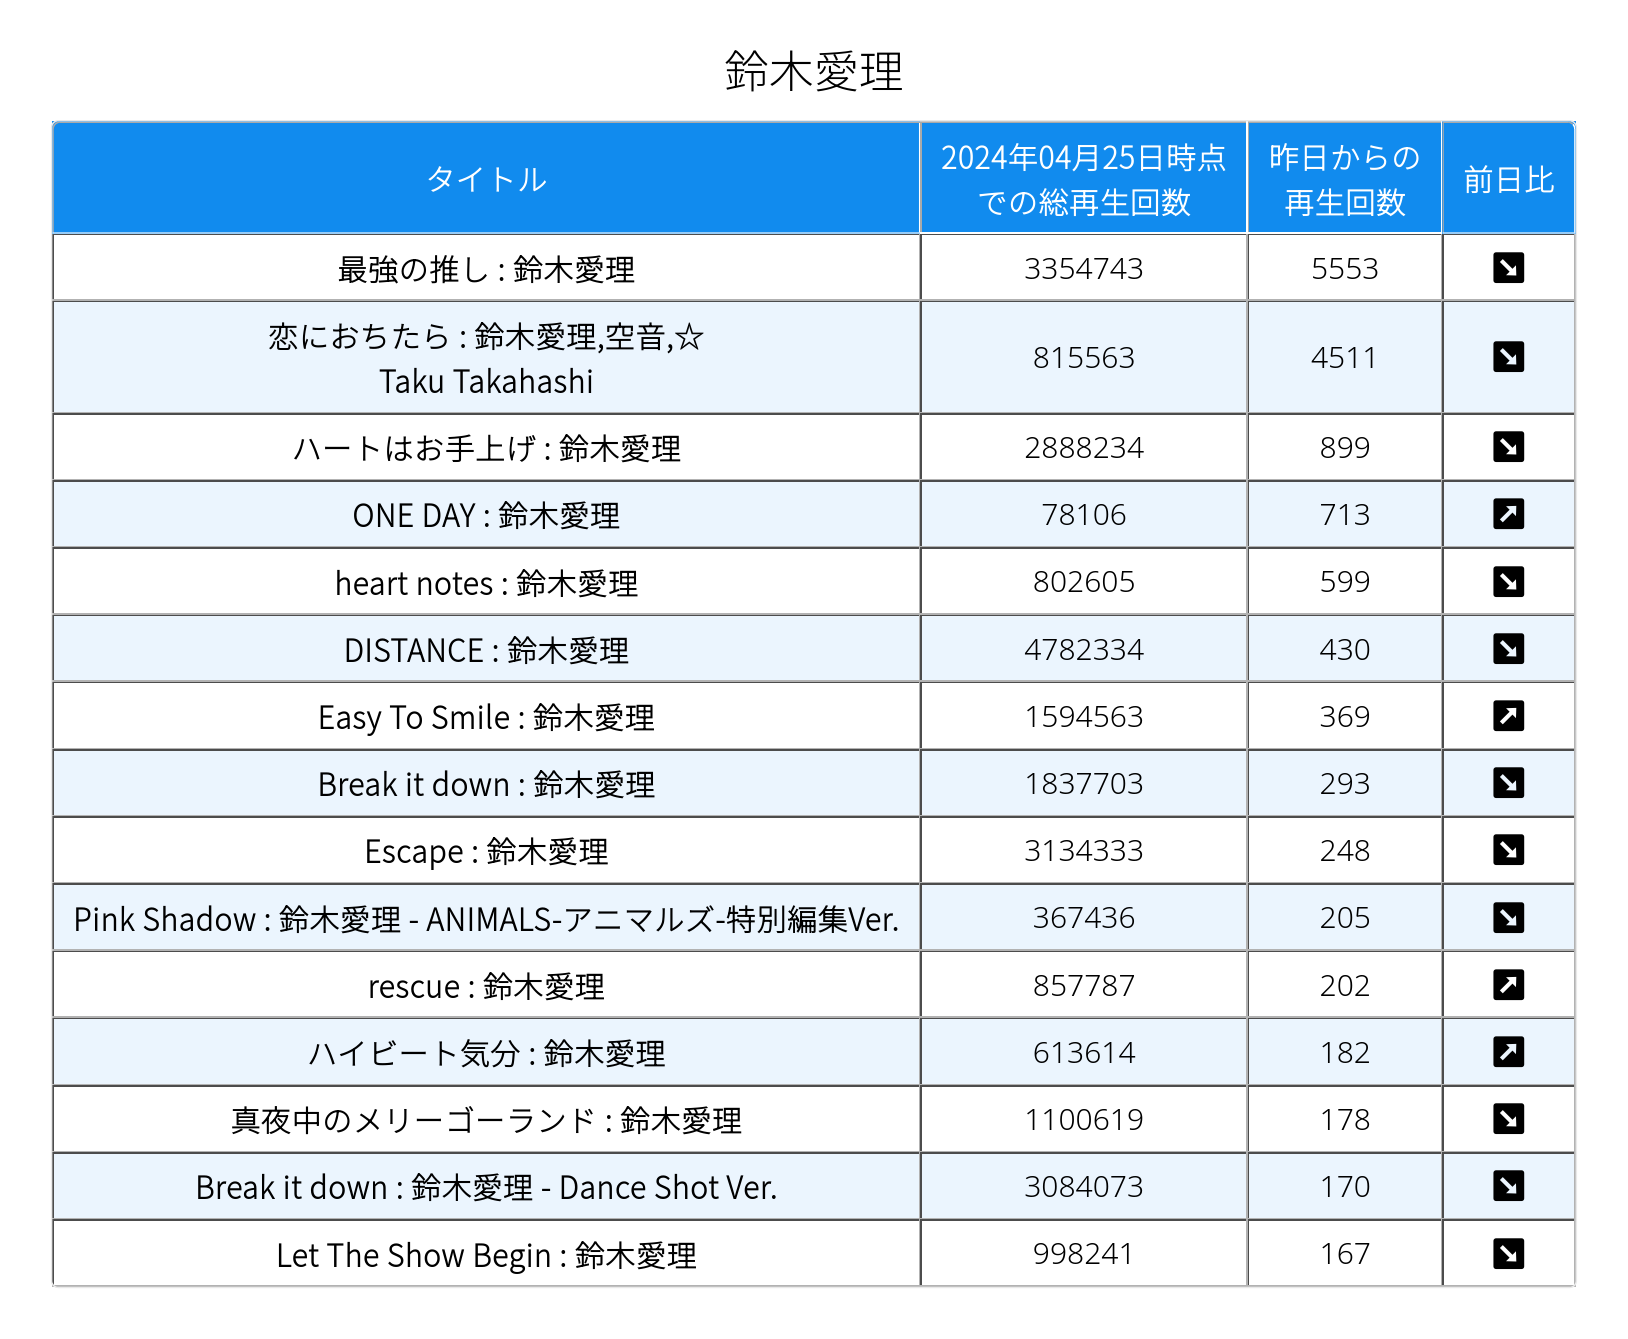 鈴木愛理
タイトル
2024年04月25日時点
での総再生回数
昨日からの
再生回数
前日比
最強の推し : 鈴木愛理 3354743 5553 ↘
恋におちたら : 鈴木愛理,空音,☆
Taku Takahashi
815563 4511 ↘
ハートはお手上げ : 鈴木愛理 2888234 899 ↘
ONE DAY : 鈴木愛理 78106 713 ↗
heart notes : 鈴木愛理 802605 599 ↘
DISTANCE : 鈴木愛理 4782334 430 ↘
Easy To Smile : 鈴木愛理 1594563 369 ↗
Break it down : 鈴木愛理 1837703 293 ↘
Escape : 鈴木愛理 3134333 248 ↘
Pink Shadow : 鈴木愛理 - ANIMALS-アニマルズ-特別編集Ver. 367436 205 ↘
rescue : 鈴木愛理 857787 202 ↗
ハイビート気分 : 鈴木愛理 613614 182 ↗
真夜中のメリーゴーランド : 鈴木愛理 1100619 178 ↘
Break it down : 鈴木愛理 - Dance Shot Ver. 3084073 170 ↘
Let The Show Begin : 鈴木愛理 998241 167 ↘